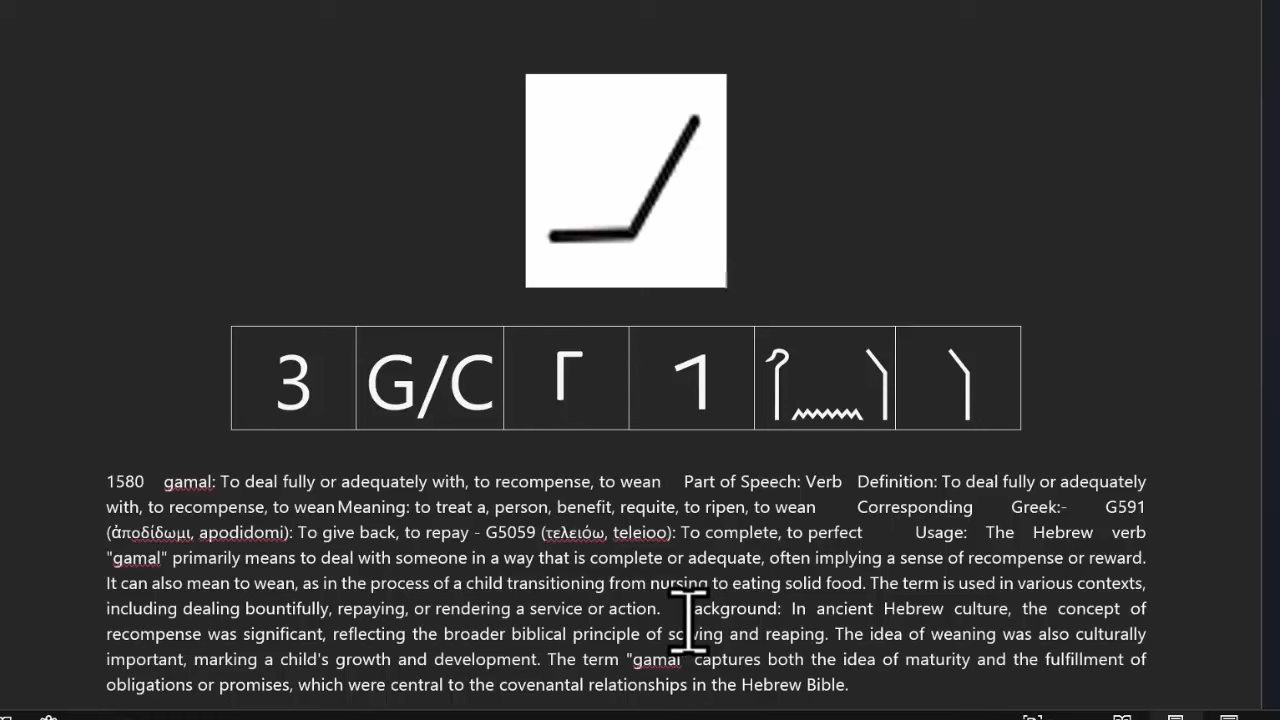 3 G/C
1580 gamal: To deal fully or adequately with, to recompense, to wean Part of Speech: Verb Definition: To deal fully or adequately
with, to recompense, to wean Meaning: to treat a, person, benefit, requite, to ripen, to wean Corresponding Greek:- G591
(ἀποδίδωμι, apodidomi): To give back, to repay - G5059 (τελειόω, teleioo): To complete, to perfect Usage: The Hebrew verb
"gamal" primarily means to deal with someone in a way that is complete or adequate, often implying a sense of recompense or reward.
It can also mean to wean, as in the process of a child transitioning from nursing to eating solid food. The term is used in various contexts,
including dealing bountifully, repaying, or rendering a service or action. Background: In ancient Hebrew culture, the concept of
recompense was significant, reflecting the broader biblical principle of sowing and reaping. The idea of weaning was also culturally
important, marking a child's growth and development. The term "gamal" captures both the idea of maturity and the fulfillment of
obligations or promises, which were central to the covenantal relationships in the Hebrew Bible.